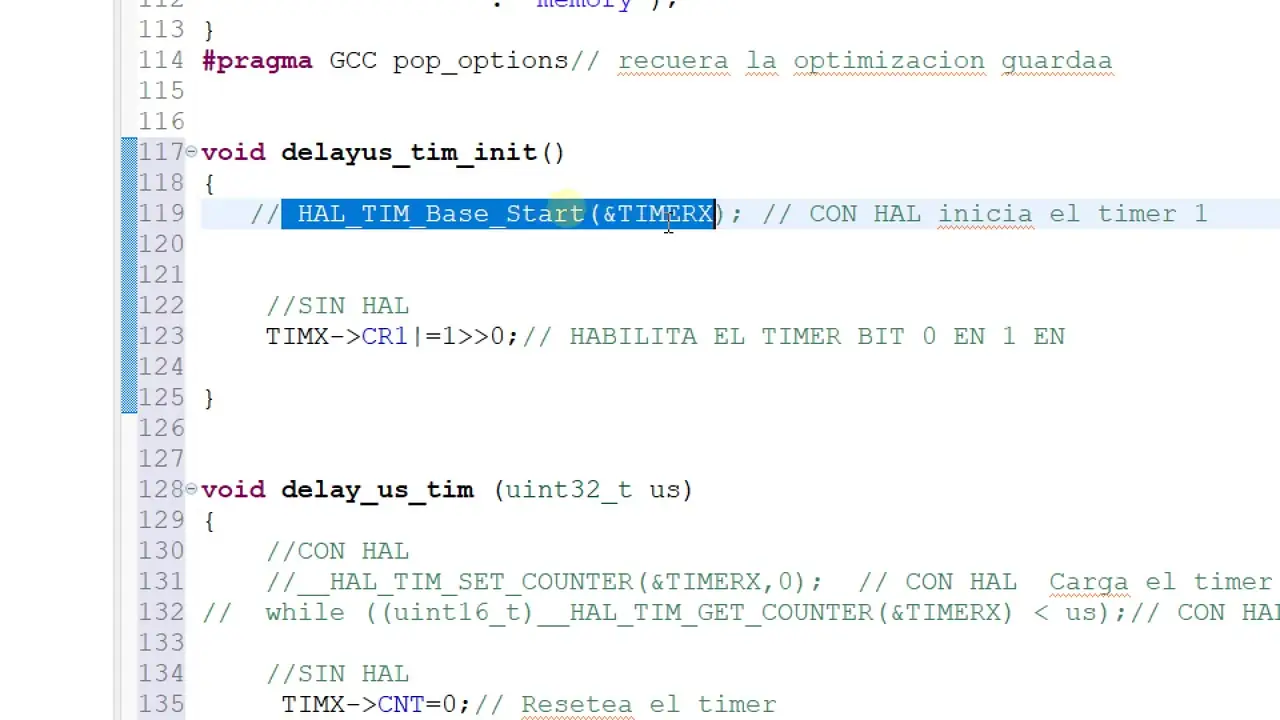 112 : "memory");
113 }
114 #pragma GCC pop_options// recuera la optimizacion guardaa
115
116
117 void delayus_tim_init()
118 {
119 // HAL_TIM_Base_Start(&TIMERX); // CON HAL inicia el timer 1
120
121
122 //SIN HAL
123 TIMX->CR1|=1>>0;// HABILITA EL TIMER BIT 0 EN 1 EN
124
125 }
126
127
128 void delay_us_tim (uint32_t us)
129 {
130 //CON HAL
131 //__HAL_TIM_SET_COUNTER(&TIMERX,0); // CON HAL Carga el timer
132 // while ((uint16_t)__HAL_TIM_GET_COUNTER(&TIMERX) < us);// CON HAL
133
134 //SIN HAL
135 TIMX->CNT=0;// Resetea el timer